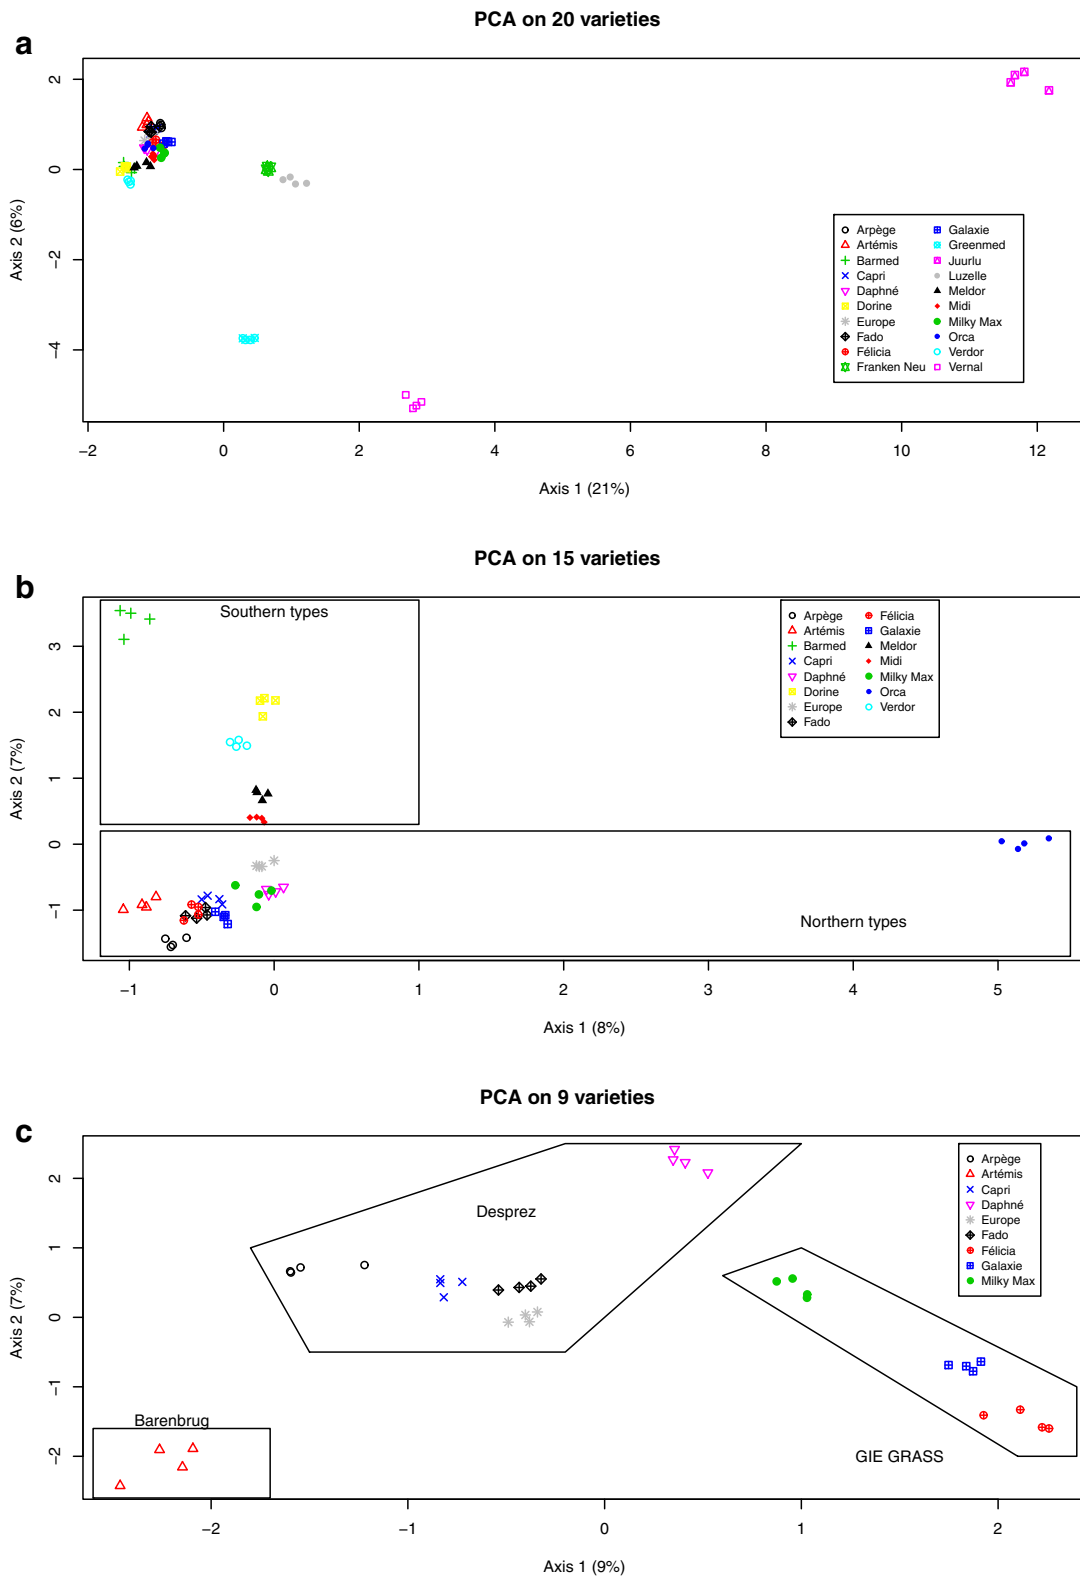 PCA on 20 varieties
a
2
0
−2
−4
Axis 2 (6%)
Arpège
Artémis
Barmed
Capri
Daphné
Dorine
Europe
Fado
Félicia
Franken Neu
Galaxie
Greenmed
Juurlu
Luzelle
Meldor
Midi
Milky Max
Orca
Verdor
Vernal
−2 0 2 4 6 8 10 12
Axis 1 (21%)
PCA on 15 varieties
b
3
2
1
0
−1
Axis 2 (7%)
Southern types
Arpège
Artémis
Barmed
Capri
Daphné
Dorine
Europe
Fado
Félicia
Galaxie
Meldor
Midi
Milky Max
Orca
Verdor
Northern types
−1 0 1 2 3 4 5
Axis 1 (8%)
PCA on 9 varieties
c
2
1
0
−1
−2
Axis 2 (7%)
Desprez
Arpège
Artémis
Capri
Daphné
Europe
Fado
Félicia
Galaxie
Milky Max
Barenbrug
GIE GRASS
−2 −1 0 1 2
Axis 1 (9%)